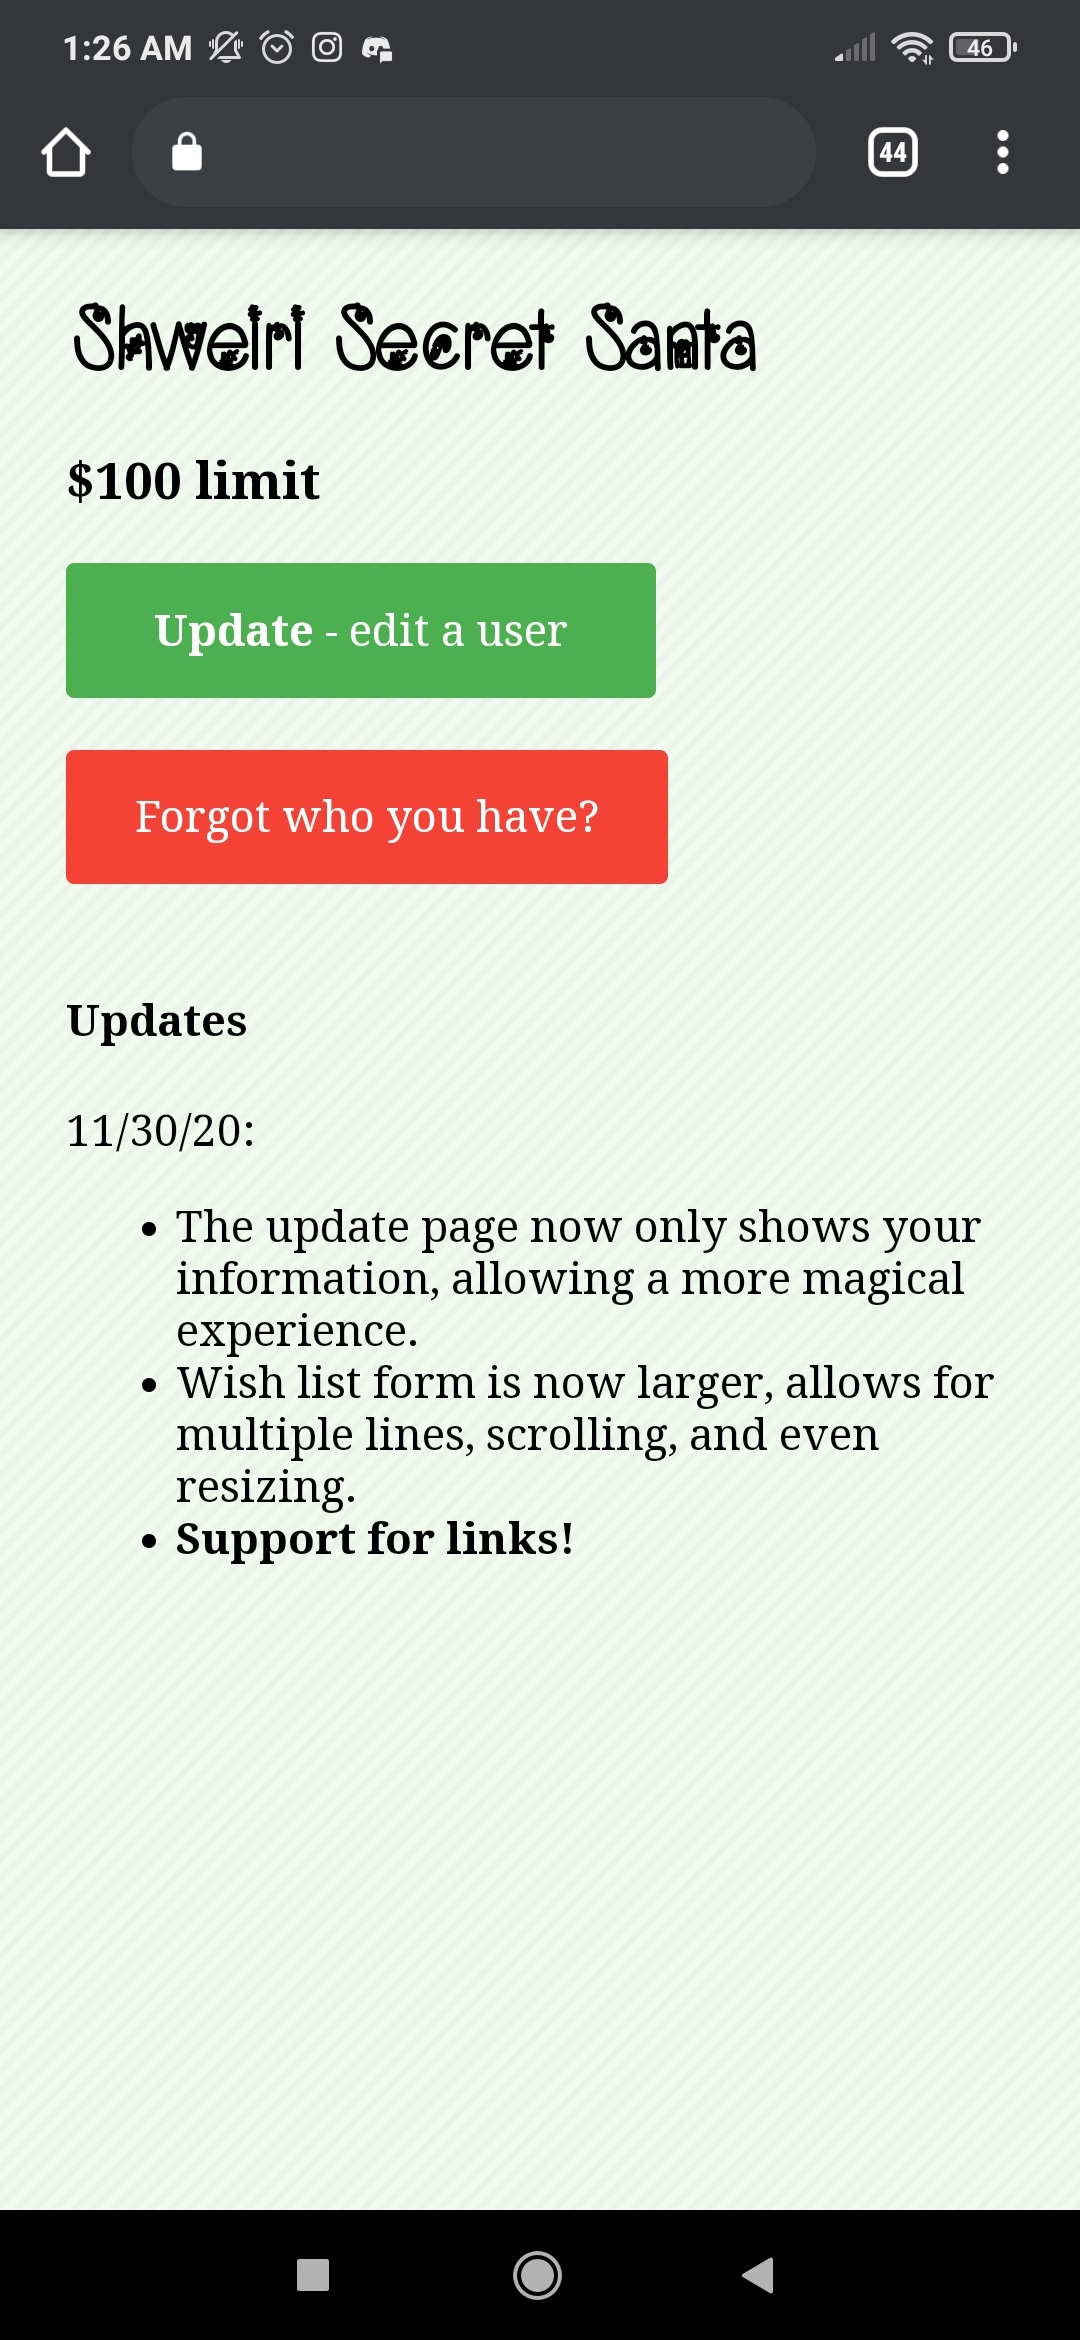 1:26 AM
46
44
Shweiri Secret Santa
$100 limit
Update - edit a user
Forgot who you have?
Updates
11/30/20:
• The update page now only shows your
information, allowing a more magical
experience.
• Wish list form is now larger, allows for
multiple lines, scrolling, and even
resizing.
• Support for links!